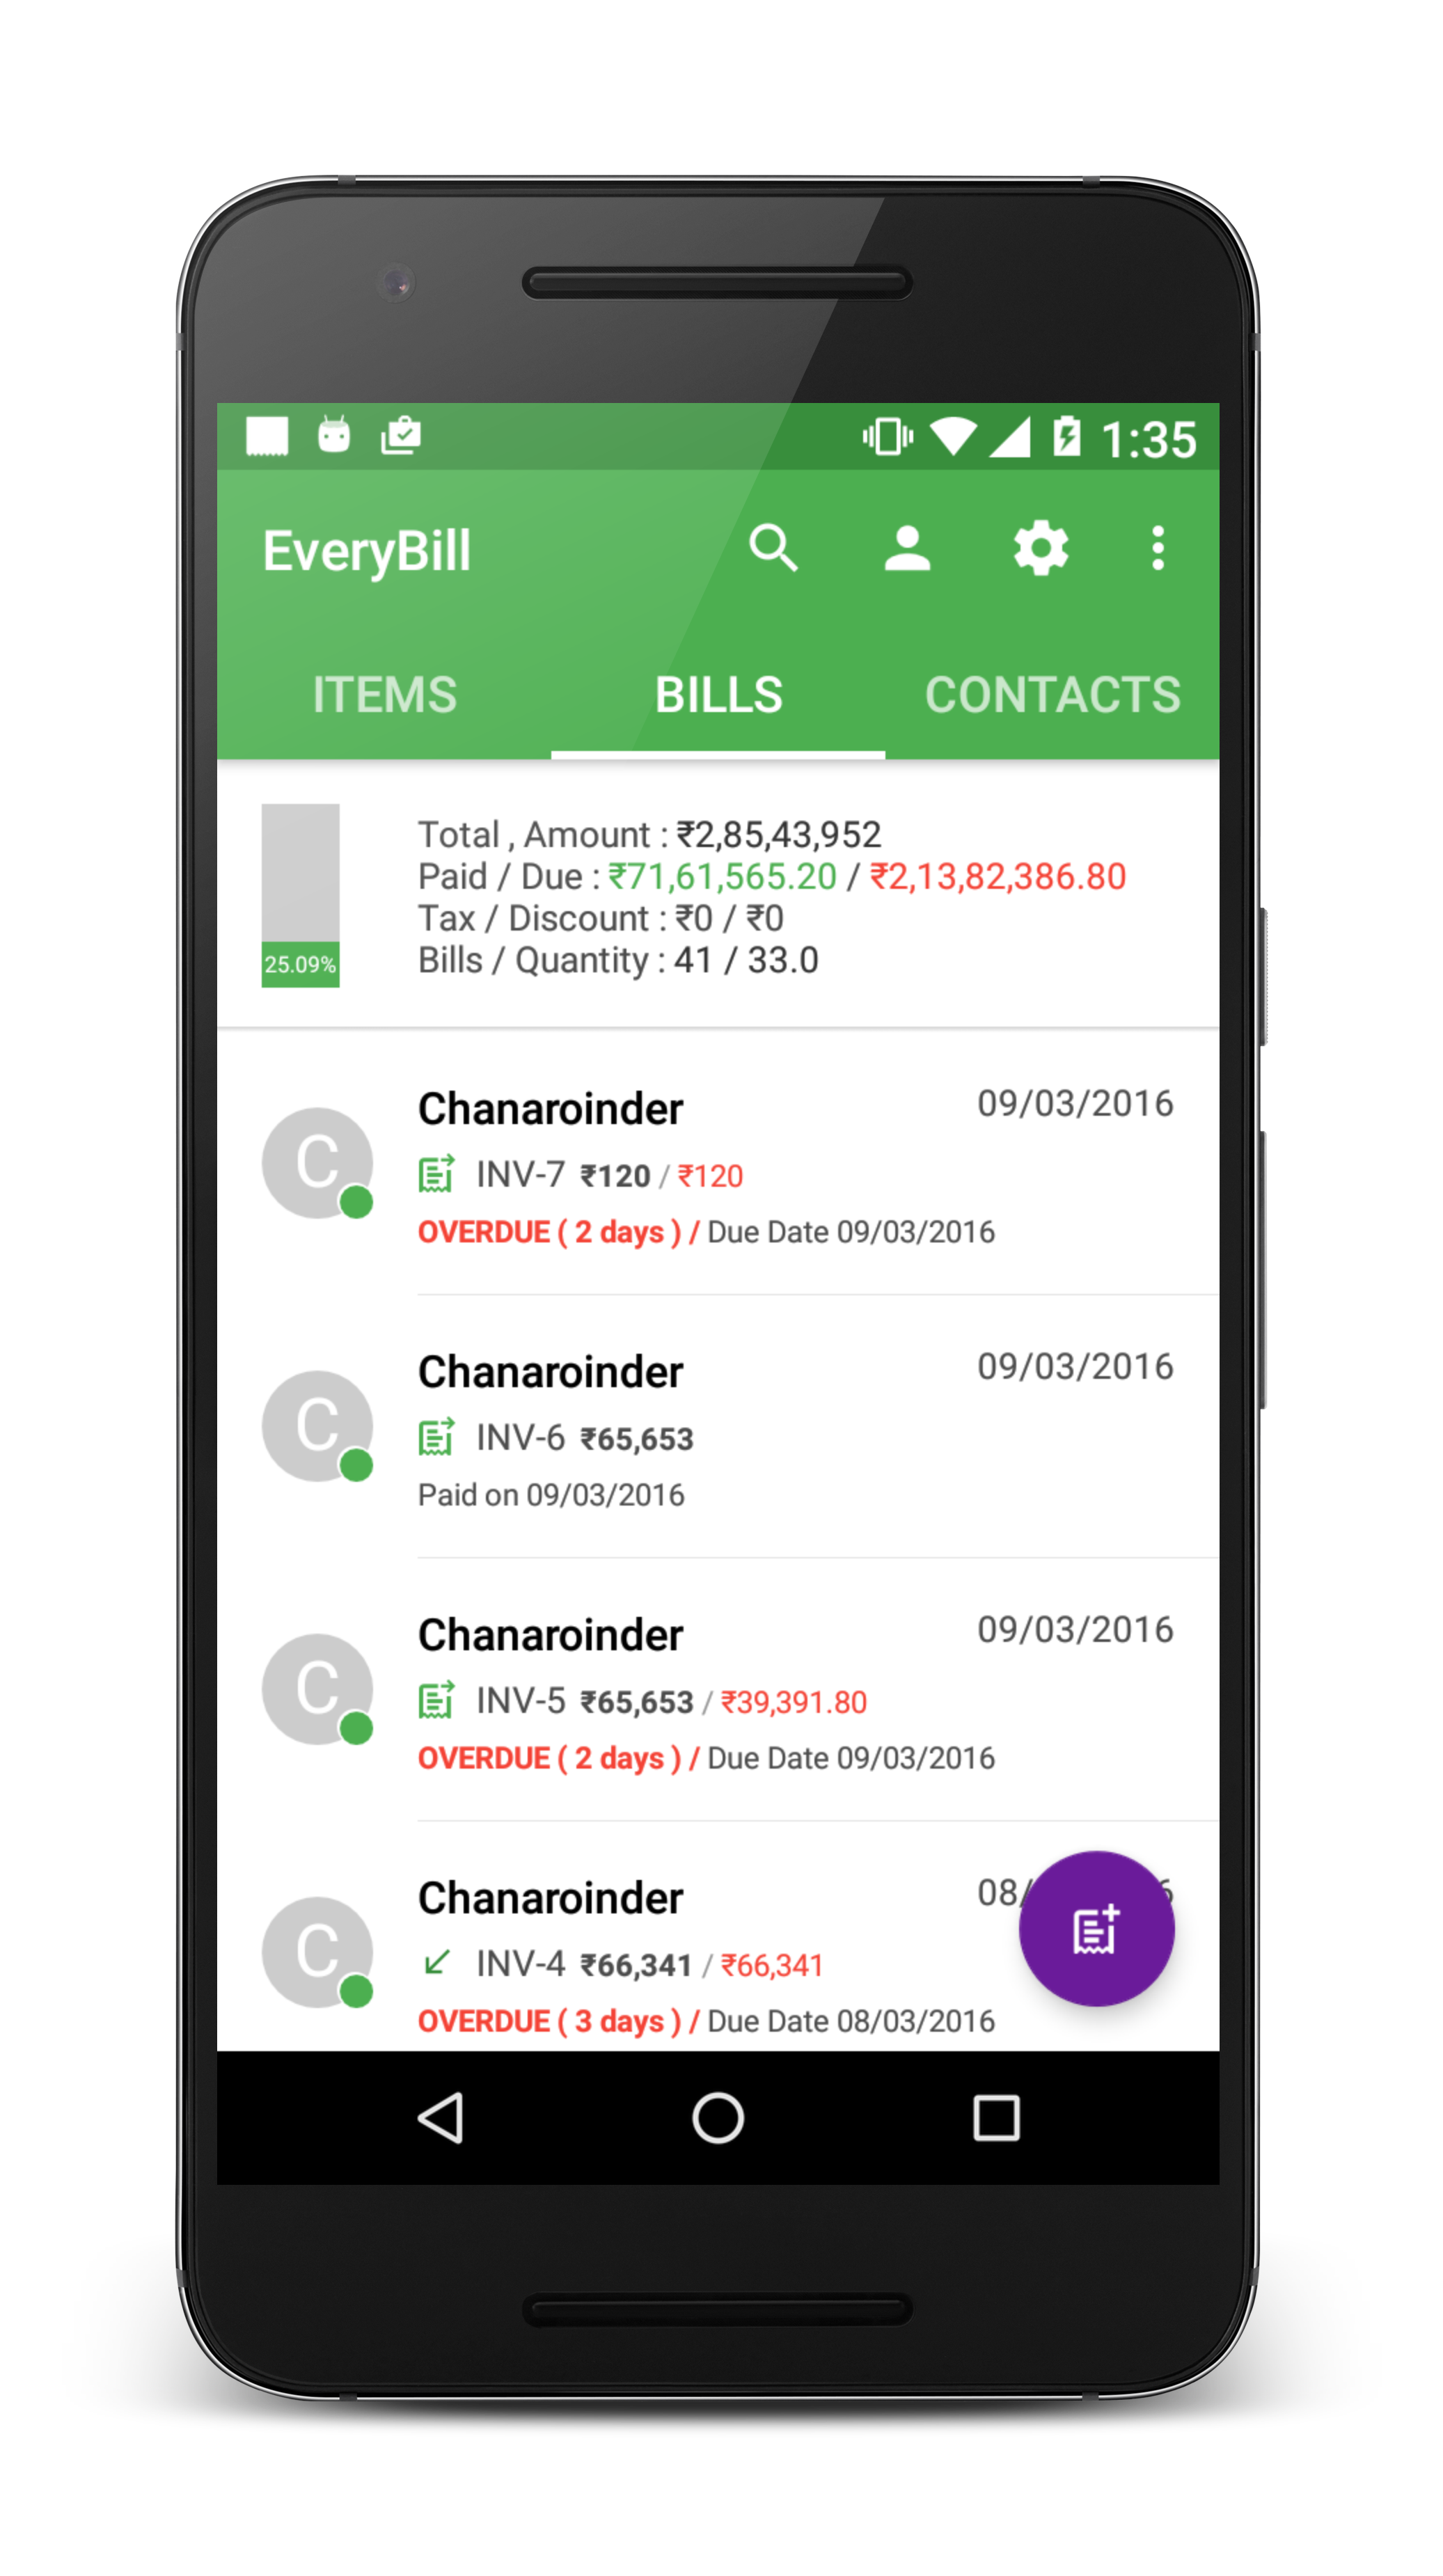 1:35
EveryBill
ITEMS BILLS CONTACTS
25.09%
Total , Amount : ₹2,85,43,952
Paid / Due : ₹71,61,565.20 / ₹2,13,82,386.80
Tax / Discount : ₹0 / ₹0
Bills / Quantity : 41 / 33.0
C
Chanaroinder 09/03/2016
INV-7 ₹120 / ₹120
OVERDUE ( 2 days ) / Due Date 09/03/2016
C
Chanaroinder 09/03/2016
INV-6 ₹65,653
Paid on 09/03/2016
C
Chanaroinder 09/03/2016
INV-5 ₹65,653 / ₹39,391.80
OVERDUE ( 2 days ) / Due Date 09/03/2016
C
Chanaroinder
INV-4 ₹66,341 / ₹66,341
OVERDUE ( 3 days ) / Due Date 08/03/2016